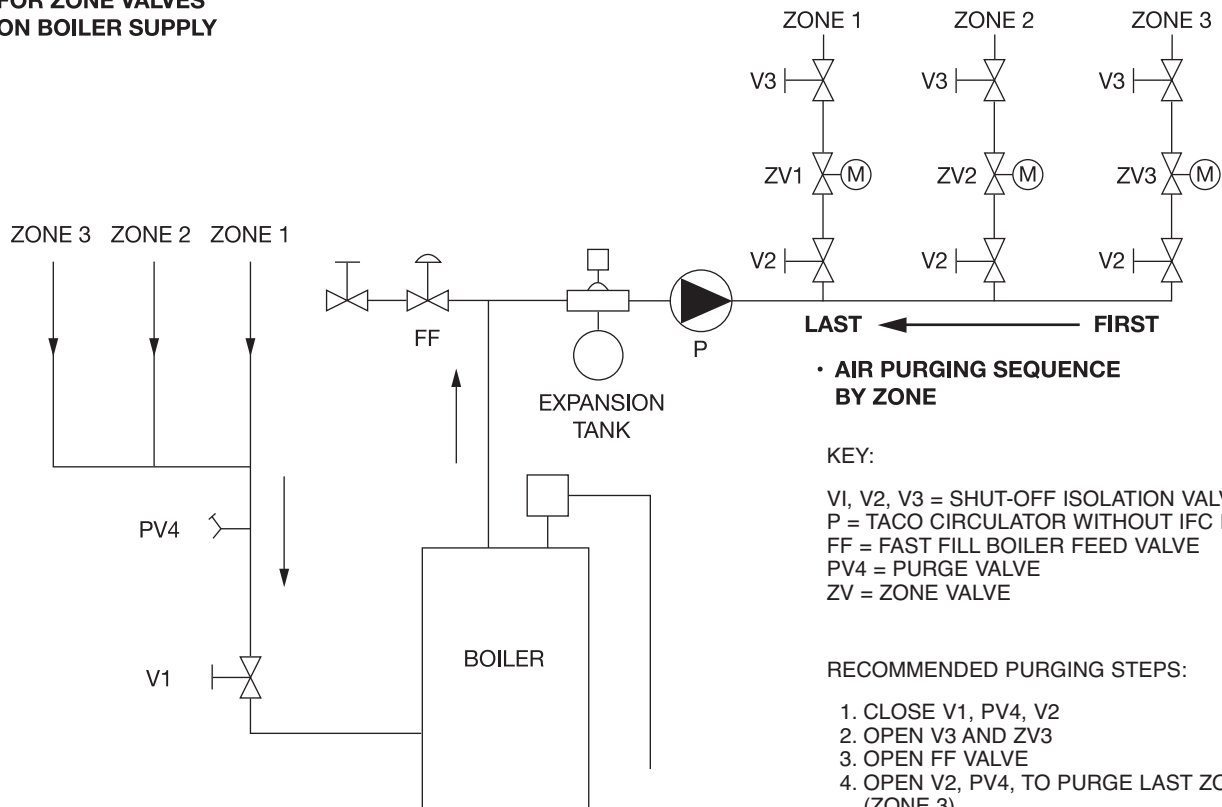 FOR ZONE VALVES
ON BOILER SUPPLY
ZONE 1 ZONE 2 ZONE 3
V3 V3 V3
ZV1 M ZV2 M ZV3 M
ZONE 3 ZONE 2 ZONE 1
V2 V2 V2
FF
P
LAST FIRST
EXPANSION
TANK
• AIR PURGING SEQUENCE
BY ZONE
KEY:
VI, V2, V3 = SHUT-OFF ISOLATION
P = TACO CIRCULATOR WITHOUT IFC
FF = FAST FILL BOILER FEED VALVE
PV4 = PURGE VALVE
ZV = ZONE VALVE
PV4
BOILER
V1
RECOMMENDED PURGING STEPS:
1. CLOSE V1, PV4, V2
2. OPEN V3 AND ZV3
3. OPEN FF VALVE
4. OPEN V2, PV4, TO PURGE LAST
(ZONE 3)